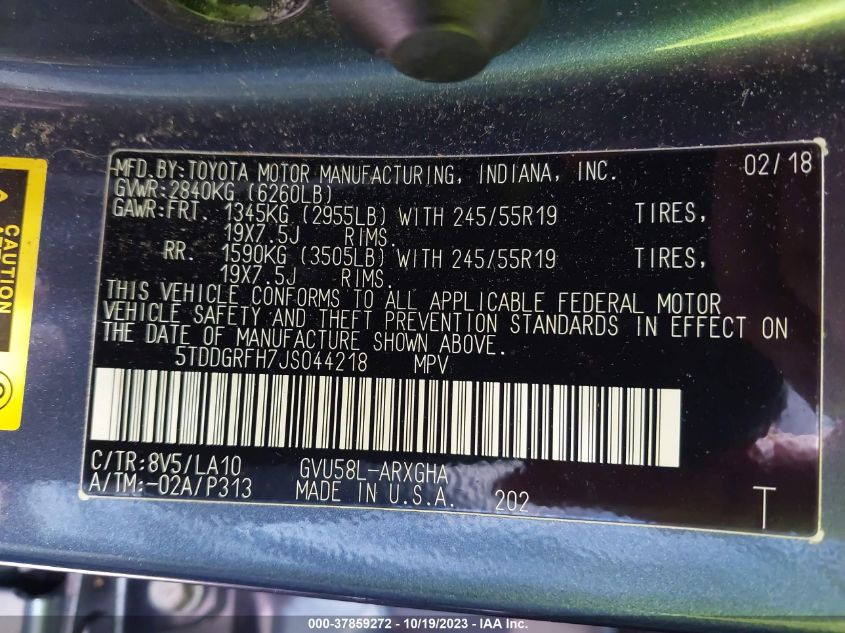 MFD.BY:TOYOTA MOTOR MANUFACTURING, INDIANA, INC. 02/18
GVWR:2840KG (6260LB)
GAWR:FRT. 1345KG (2955LB) WITH 245/55R19 TIRES,
19X7.5J RIMS.
RR. 1590KG (3505LB) WITH 245/55R19 TIRES,
19X7.5J RIMS.
THIS VEHICLE CONFORMS TO ALL APPLICABLE FEDERAL MOTOR
VEHICLE SAFETY AND THEFT PREVENTION STANDARDS IN EFFECT ON
THE DATE OF MANUFACTURE SHOWN ABOVE.
5TDDGRFH7JS044218 MPV
C/TR:8V5/LA10 GVU58L-ARXGHA
A/TM:-02A/P313 MADE IN U.S.A. 202 T
CAUTION
000-37859272 - 10/19/2023 - IAA Inc.